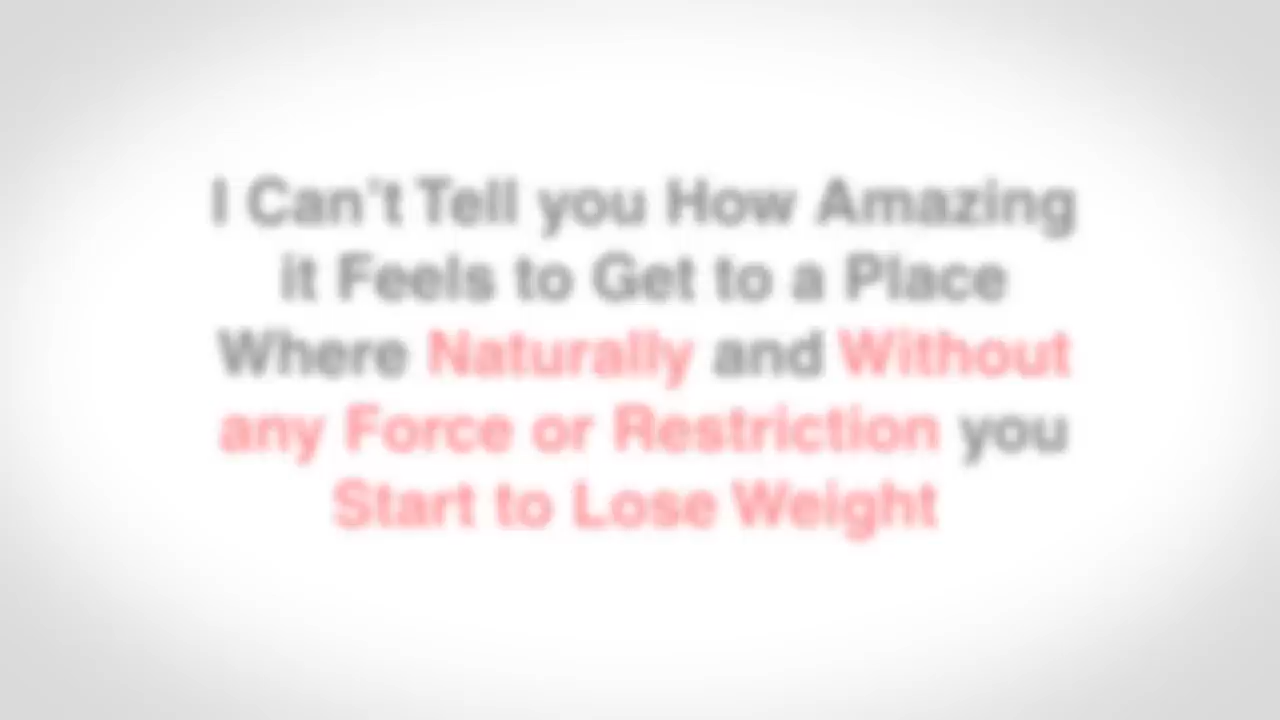 I Can't Tell you How Amazing
it Feels to Get to a Place
Where Naturally and Without
any Force or Restriction you
Start to Lose Weight